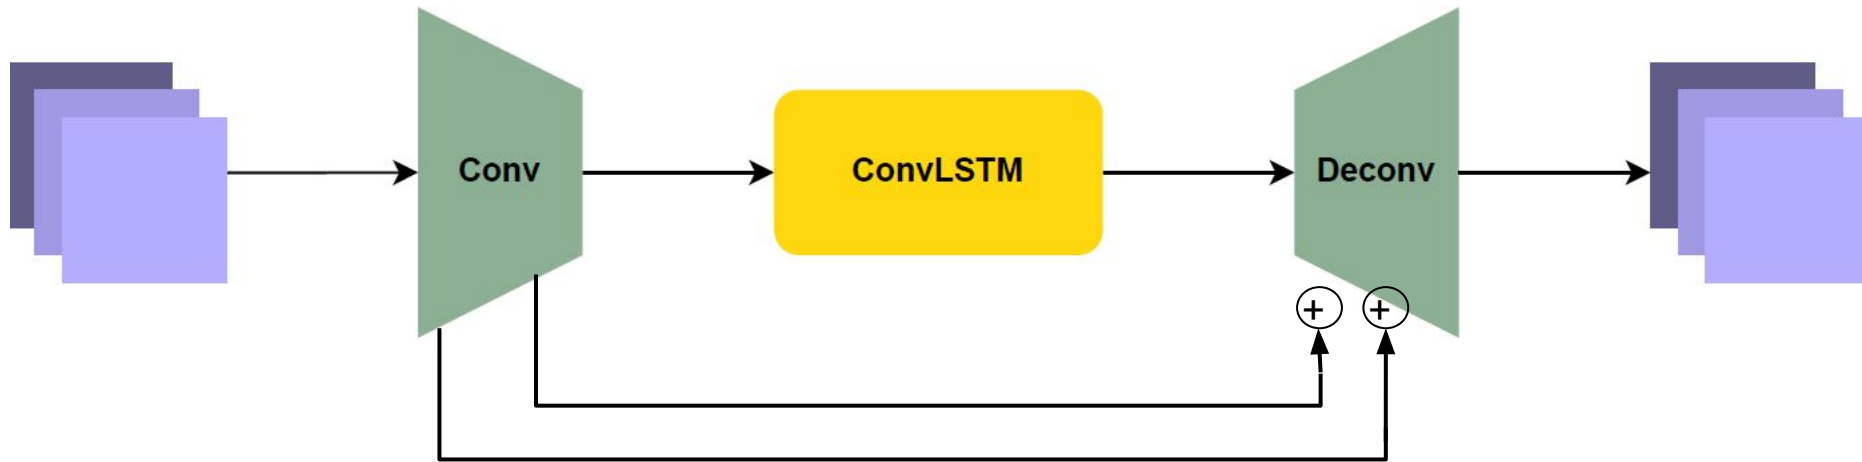 Conv
ConvLSTM
Deconv
+
+